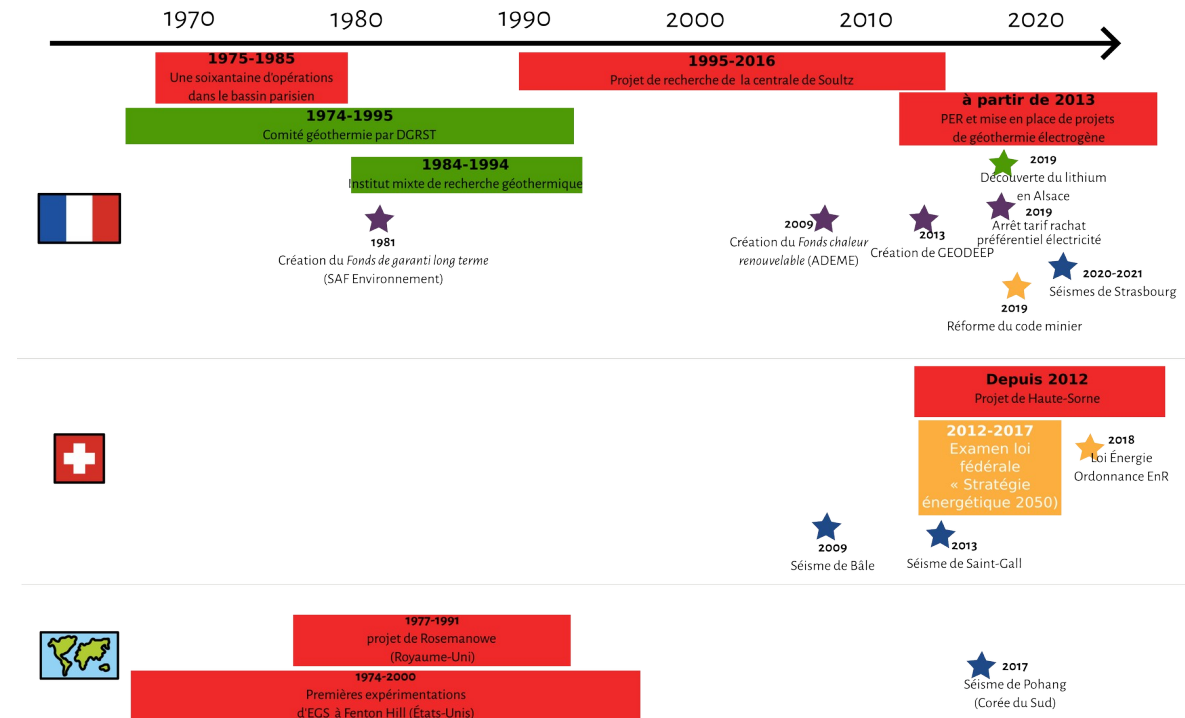 1970 1980 1990 2000 2010 2020
1975-1985
Une soixantaine d'opérations
dans le bassin parisien
1995-2016
Projet de recherche de la centrale de Soultz
à partir de 2013
PER et mise en place de projets
de géothermie électrogène
1974-1995
Comité géothermie par DGRST
1984-1994
Institut mixte de recherche géothermique
2019
Découverte du lithium
en Alsace
1981
Création du Fonds de garanti long terme
(SAF Environnement)
2009
Création du Fonds chaleur
renouvelable (ADEME)
2013
Création de GEODEEP
2019
Arrêt tarif rachat
préférentiel électricité
2020-2021
Séismes de Strasbourg
2019
Réforme du code minier
Depuis 2012
Projet de Haute-Sorne
2012-2017
Examen loi
fédérale
« Stratégie
énergétique 2050)
2018
Loi Énergie
Ordonnance EnR
2009
Séisme de Bâle
2013
Séisme de Saint-Gall
1977-1991
projet de Rosemanowe
(Royaume-Uni)
1974-2000
Premières expérimentations
d'EGS à Fenton Hill (États-Unis)
2017
Séisme de Pohang
(Corée du Sud)